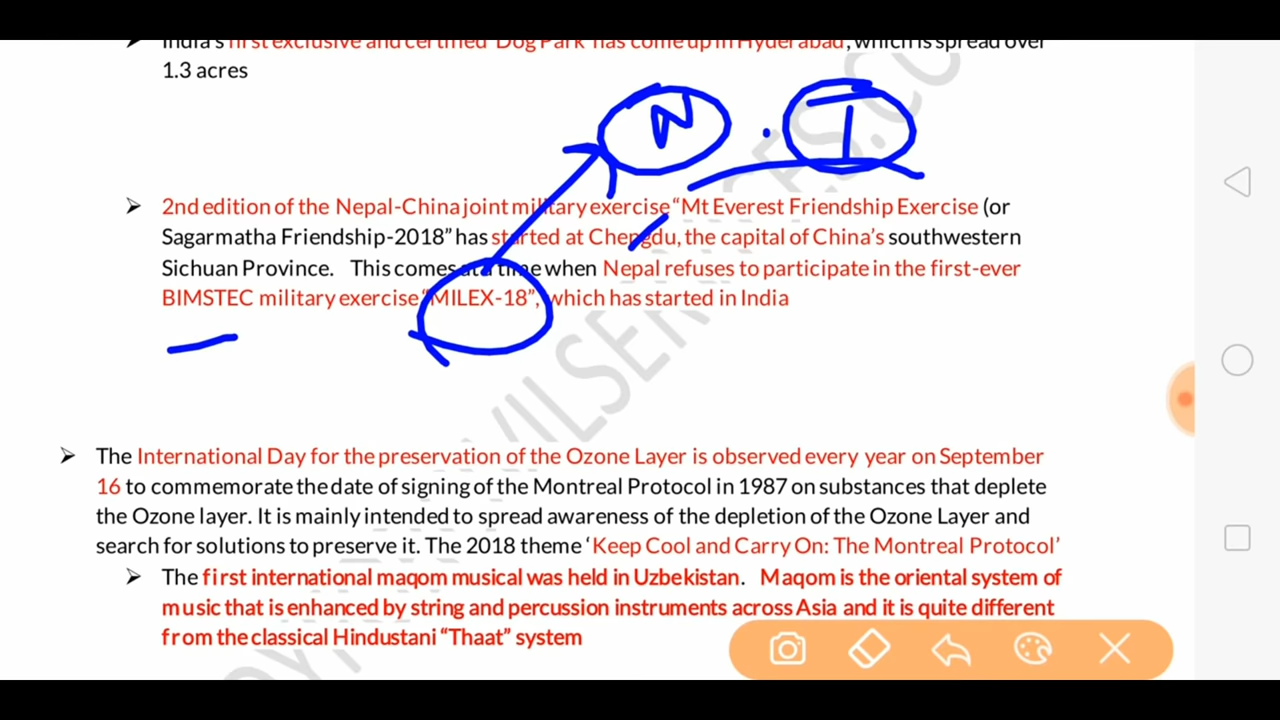 India's first exclusive and certified 'Dog Park' has come up in Hyderabad, which is spread over
1.3 acres
N . I
2nd edition of the Nepal-China joint military exercise “Mt Everest Friendship Exercise (or
Sagarmatha Friendship-2018” has started at Chengdu, the capital of China's southwestern
Sichuan Province. This comes at a time when Nepal refuses to participate in the first-ever
BIMSTEC military exercise “MILEX-18”, which has started in India
The International Day for the preservation of the Ozone Layer is observed every year on September
16 to commemorate the date of signing of the Montreal Protocol in 1987 on substances that deplete
the Ozone layer. It is mainly intended to spread awareness of the depletion of the Ozone Layer and
search for solutions to preserve it. The 2018 theme ‘Keep Cool and Carry On: The Montreal Protocol’
The first international maqom musical was held in Uzbekistan. Maqom is the oriental system of
music that is enhanced by string and percussion instruments across Asia and it is quite different
from the classical Hindustani “Thaat” system